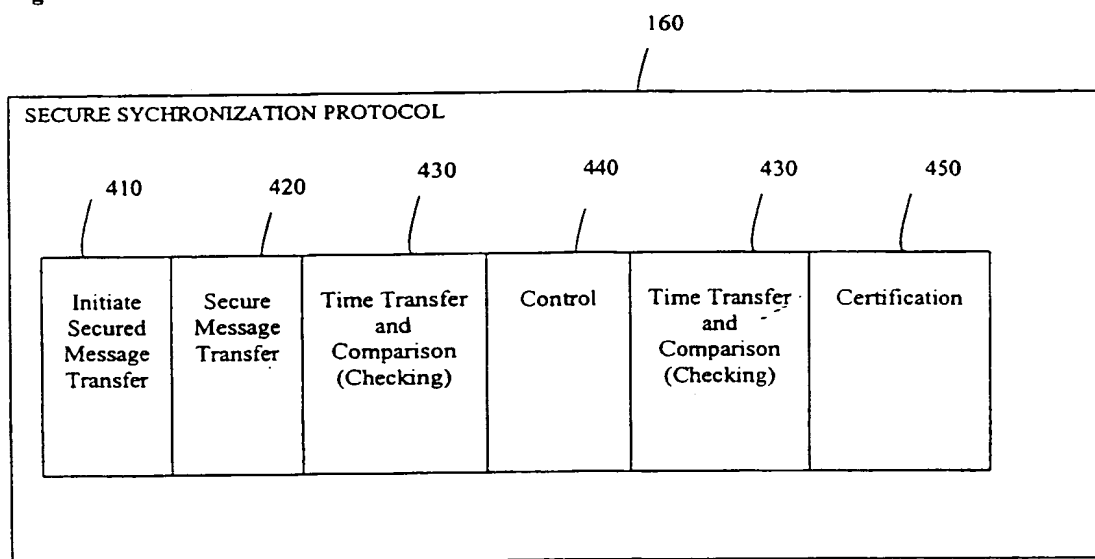 160
SECURE SYCHRONIZATION PROTOCOL
410
420
430
440
430
450
Initiate
Secured
Message
Transfer
Secure
Message
Transfer
Time Transfer
and
Comparison
(Checking)
Control
Time Transfer
and
Comparison
(Checking)
Certification